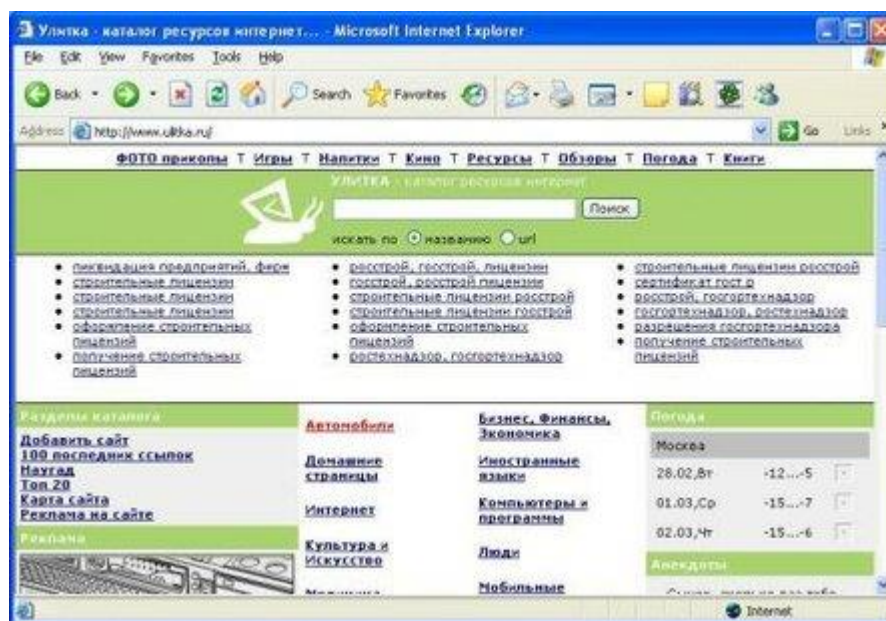 Улитка - каталог ресурсов интернет... - Microsoft Internet Explorer
File Edit View Favorites Tools Help
Back Search Favorites
Address http://www.ulitka.ru/ Go Links
ФОТО приколы Т Игры Т Напитки Т Кино Т Ресурсы Т Обзоры Т Погода Т Книги
УЛИТКА - каталог ресурсов интернет
Поиск
искать по названию url
ликвидация предприятий, фирм
строительные лицензии
строительные лицензии
строительные лицензии
оформление строительных
лицензий
получение строительных
лицензий
росстрой, госстрой, лицензии
госстрой, росстрой лицензии
строительные лицензии росстрой
строительные лицензии госстрой
оформление строительных
лицензий
ростехнадзор, госгортехнадзор
строительные лицензии росстрой
сертификат гост р
росстрой, госгортехнадзор
госгортехнадзор, ростехнадзор
разрешения госгортехнадзора
получение строительных
лицензий
Разделы каталога
Добавить сайт
100 последних ссылок
Наугад
Топ 20
Карта сайта
Реклама на сайте
Реклама
Автомобили
Домашние
страницы
Интернет
Культура и
Искусство
Бизнес, Финансы,
Экономика
Иностранные
языки
Компьютеры и
программы
Люди
Мобильные
Погода
Москва
28.02,Вт -12...-5
01.03,Ср -15...-7
02.03,Чт -15...-6
Анекдоты
Internet